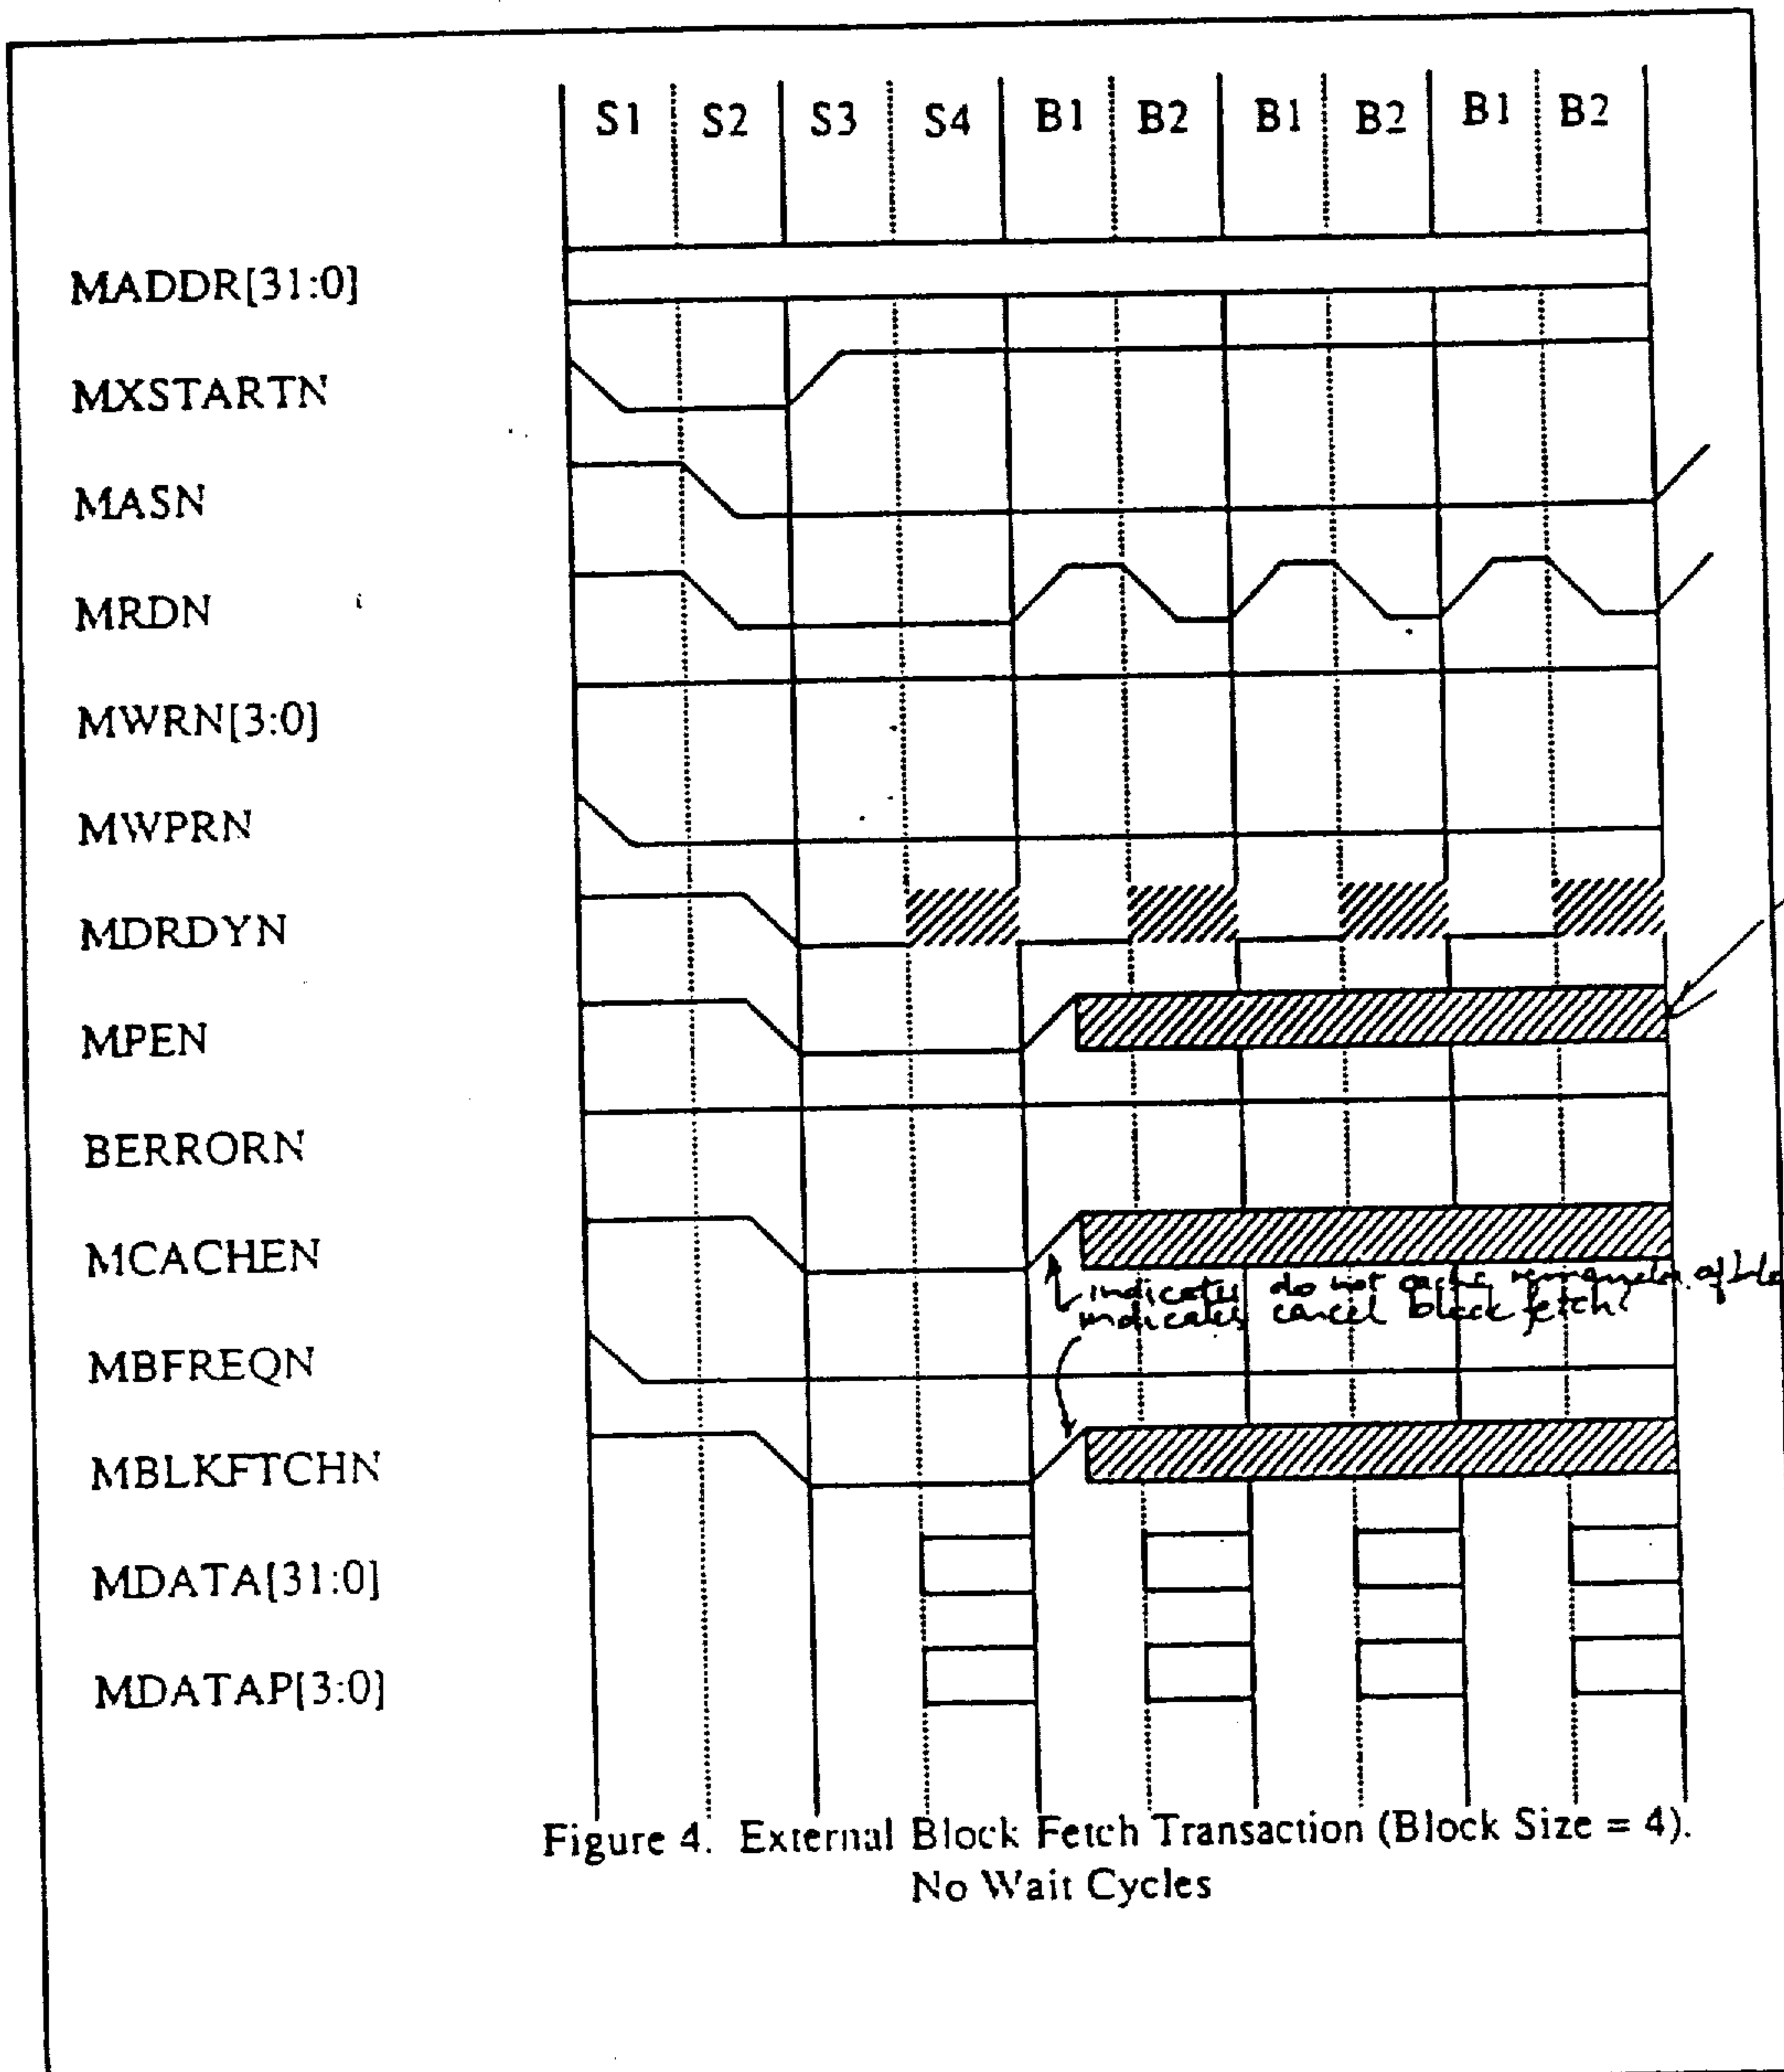 S1 S2 S3 S4 B1 B2 B1 B2 B1 B2
MADDR[31:0]
MXSTARTN
MASN
MRDN
MWRN[3:0]
MWPRN
MDRDYN
MPEN
BERRORN
MCACHEN
indicates do not cache remainder of
indicates cancel block fetch
MBFREQN
MBLKFTCHN
MDATA[31:0]
MDATAP[3:0]
Figure 4. External Block Fetch Transaction (Block Size = 4).
No Wait Cycles